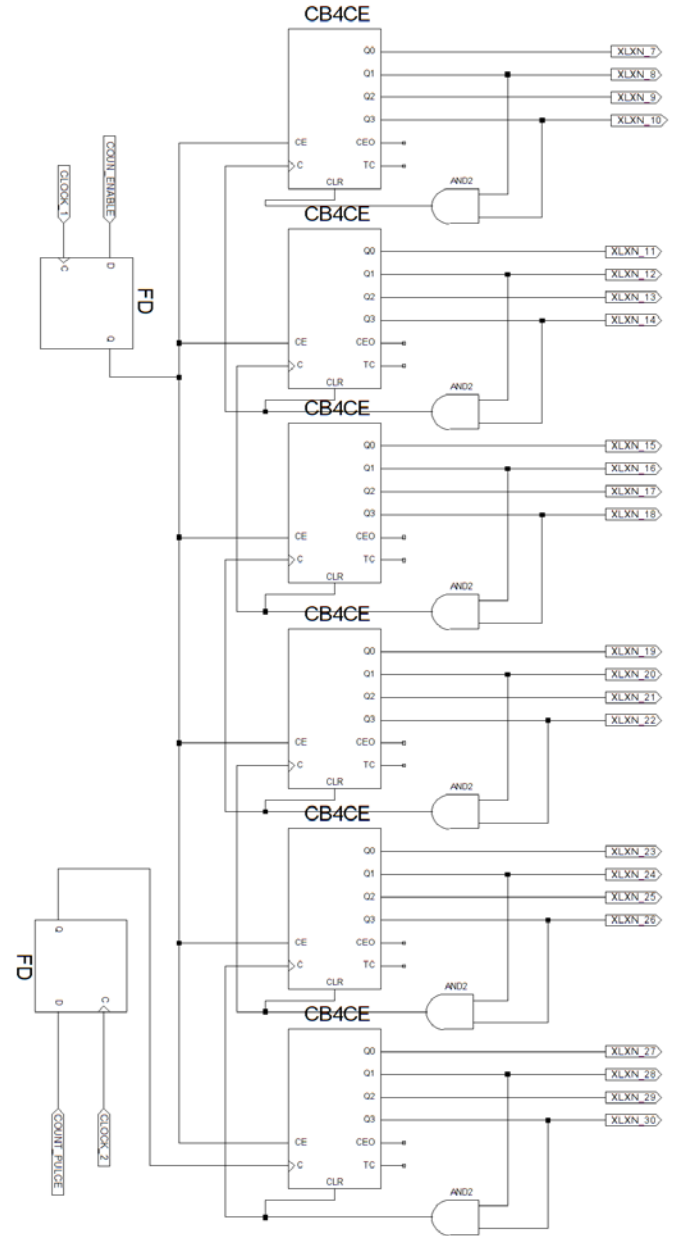 CB4CE
Q0 XLXN_7
Q1 XLXN_8
Q2 XLXN_9
Q3 XLXN_10
CE CEO
C TC
CLR
AND2
CLOCK_1
COUN_ENABLE
C D
Q
FD
CB4CE
Q0 XLXN_11
Q1 XLXN_12
Q2 XLXN_13
Q3 XLXN_14
CE CEO
C TC
CLR
AND2
CB4CE
Q0 XLXN_15
Q1 XLXN_16
Q2 XLXN_17
Q3 XLXN_18
CE CEO
C TC
CLR
AND2
CB4CE
Q0 XLXN_19
Q1 XLXN_20
Q2 XLXN_21
Q3 XLXN_22
CE CEO
C TC
CLR
AND2
CB4CE
Q0 XLXN_23
Q1 XLXN_24
Q2 XLXN_25
Q3 XLXN_26
CE CEO
C TC
CLR
AND2
Q
FD
D C
COUNT_PULCE
CLOCK_2
CB4CE
Q0 XLXN_27
Q1 XLXN_28
Q2 XLXN_29
Q3 XLXN_30
CE CEO
C TC
CLR
AND2